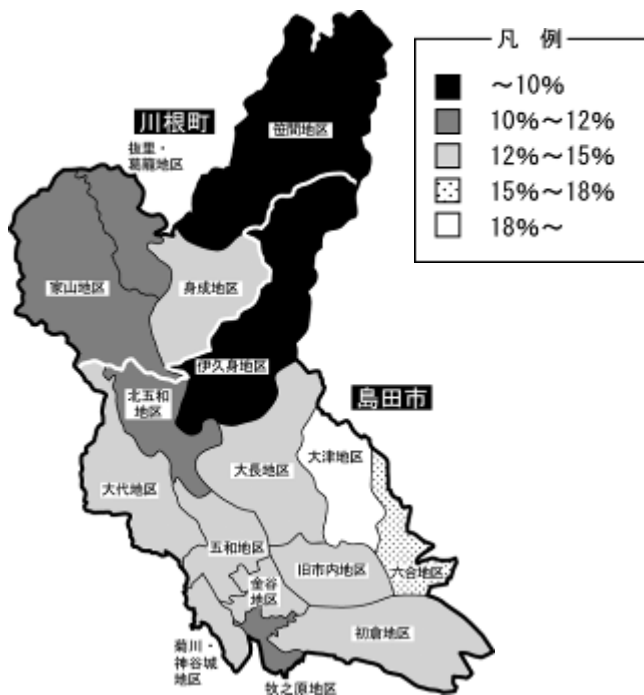 凡 例
～10%
10%～12%
12%～15%
15%～18%
18%～
川根町
笹間地区
抜里・
葛籠地区
家山地区
身成地区
伊久身地区
北五和
地区
島田市
大長地区
大津地区
大代地区
五和地区
旧市内地区
六合地区
金谷
地区
初倉地区
菊川・
神谷城
地区
牧之原地区